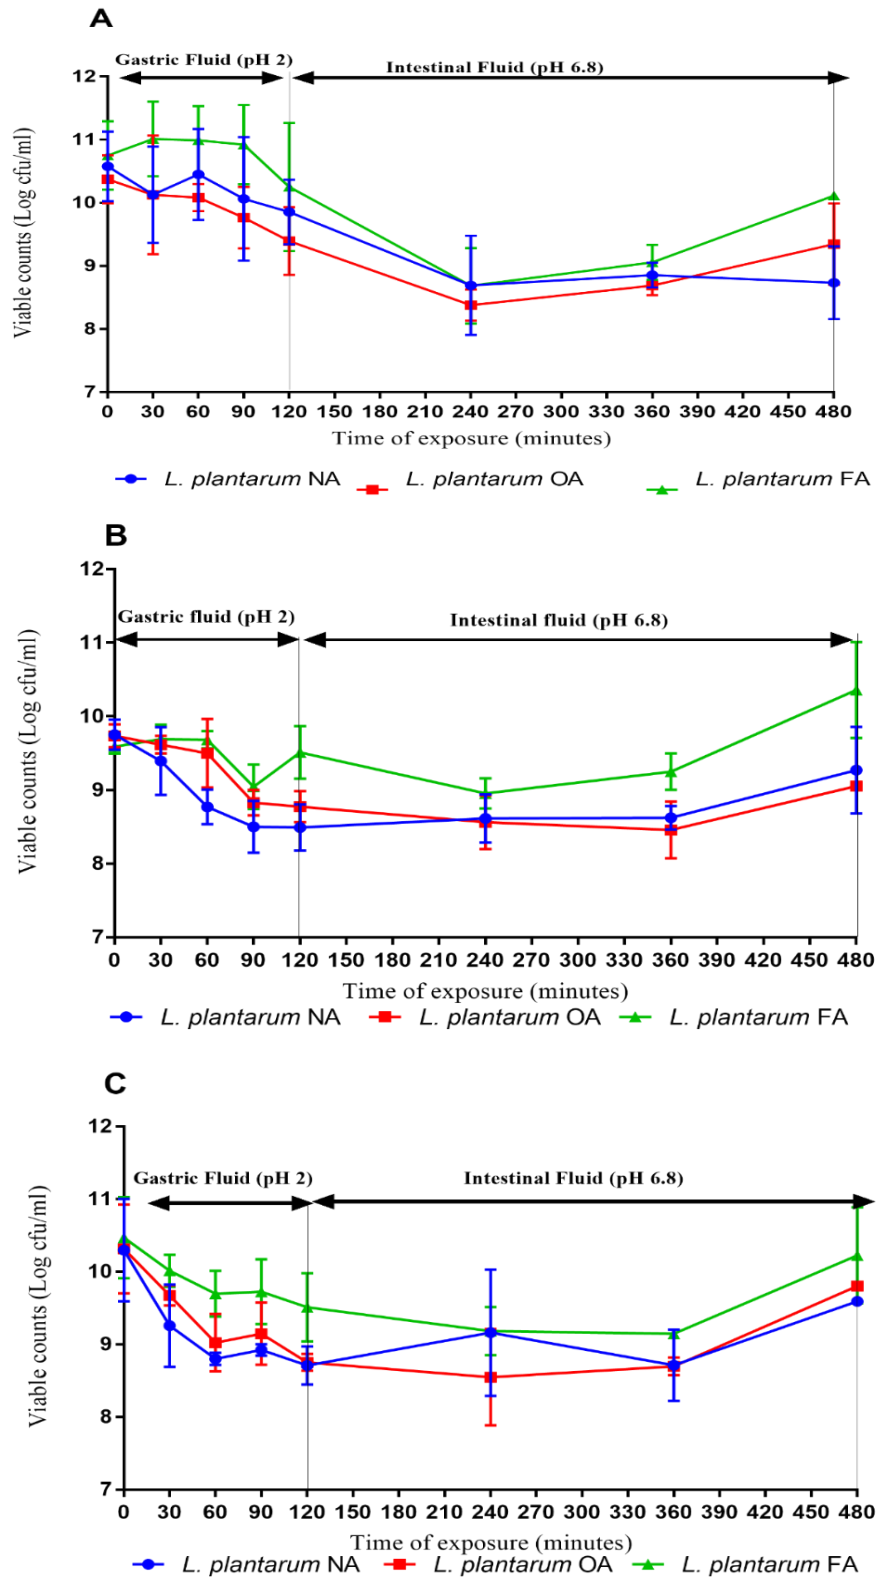 A
Gastric Fluid (pH 2)
Intestinal Fluid (pH 6.8)
12
11
10
9
8
7
Viable counts (Log cfu/ml)
0 30 60 90 120 150 180 210 240 270 300 330 360 390 420 450 480
Time of exposure (minutes)
L. plantarum NA L. plantarum OA L. plantarum FA
B
12
Gastric fluid (pH 2)
Intestinal fluid (pH 6.8)
11
10
9
8
7
Viable counts (Log cfu/ml)
0 30 60 90 120 150 180 210 240 270 300 330 360 390 420 450 480
Time of exposure (minutes)
L. plantarum NA L. plantarum OA L. plantarum FA
C
12
Gastric Fluid (pH 2)
Intestinal Fluid (pH 6.8)
11
10
9
8
7
Viable counts (Log cfu/ml)
0 30 60 90 120 150 180 210 240 270 300 330 360 390 420 450 480
Time of exposure (minutes)
L. plantarum NA L. plantarum OA L. plantarum FA